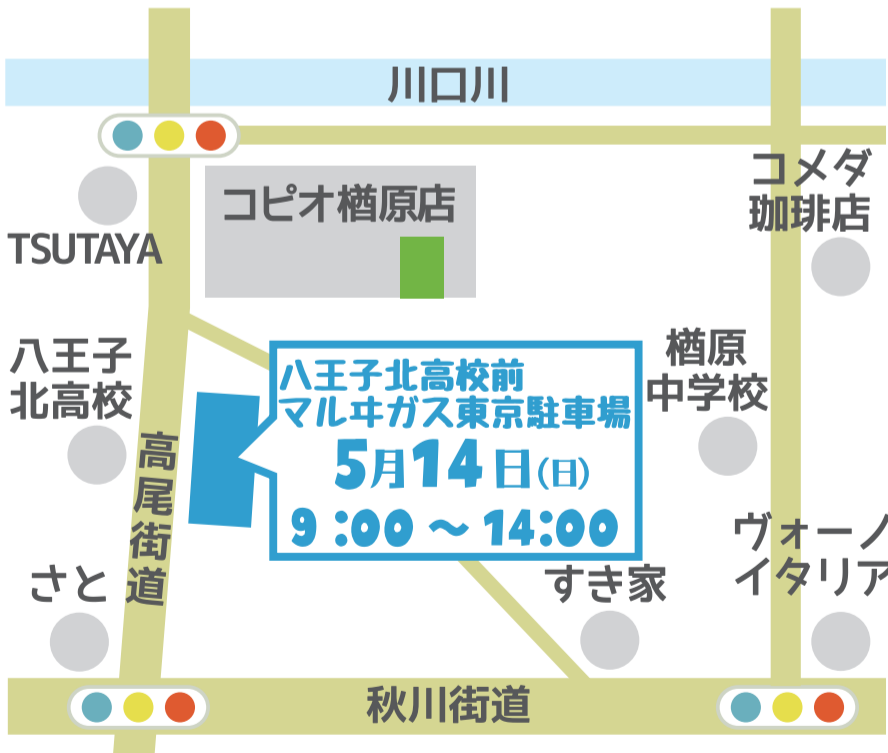 川口川
コメダ
珈琲店
コピオ楢原店
TSUTAYA
八王子
北高校
楢原
中学校
八王子北高校前
マルヰガス東京駐車場
5月14日(日)
9:00～14:00
高尾街道
さと
すき家
ヴォーノ
イタリア
秋川街道